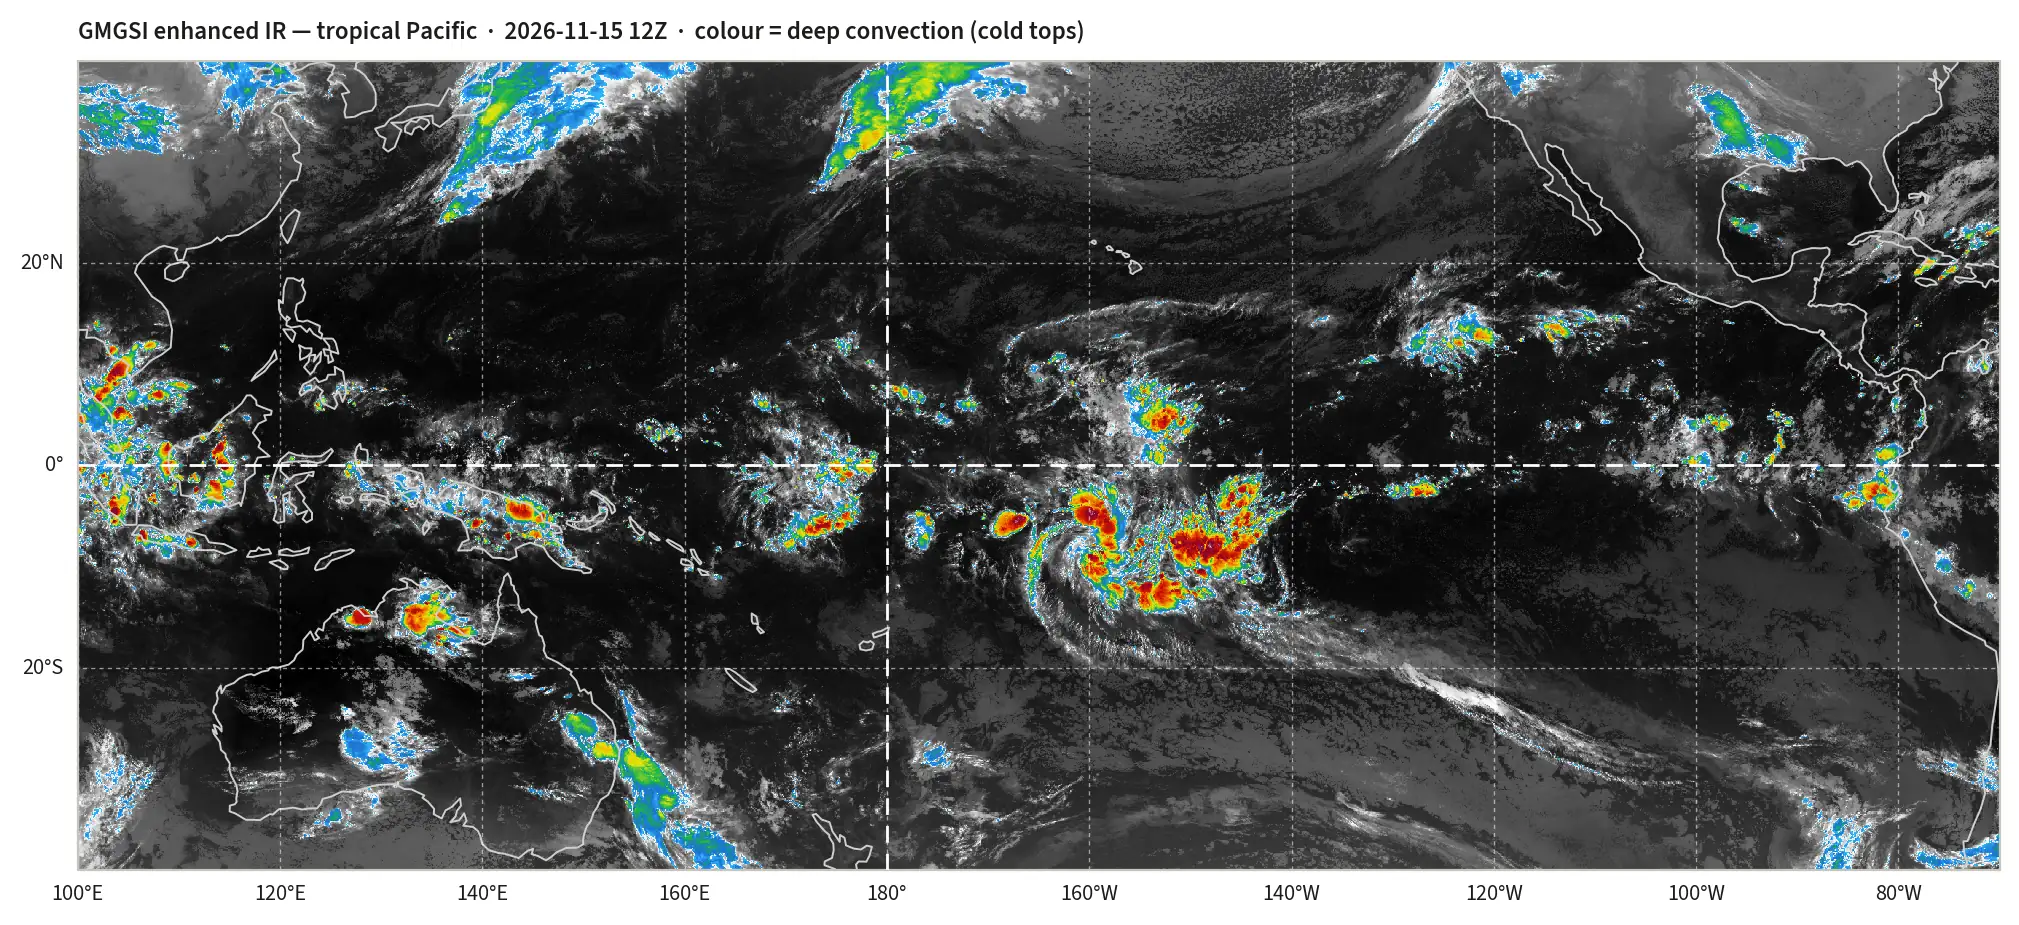 GMGSI enhanced IR — tropical Pacific · 2026-11-15 12Z · colour = deep convection (cold tops)
20°N
0°
20°S
100°E 120°E 140°E 160°E 180° 160°W 140°W 120°W 100°W 80°W